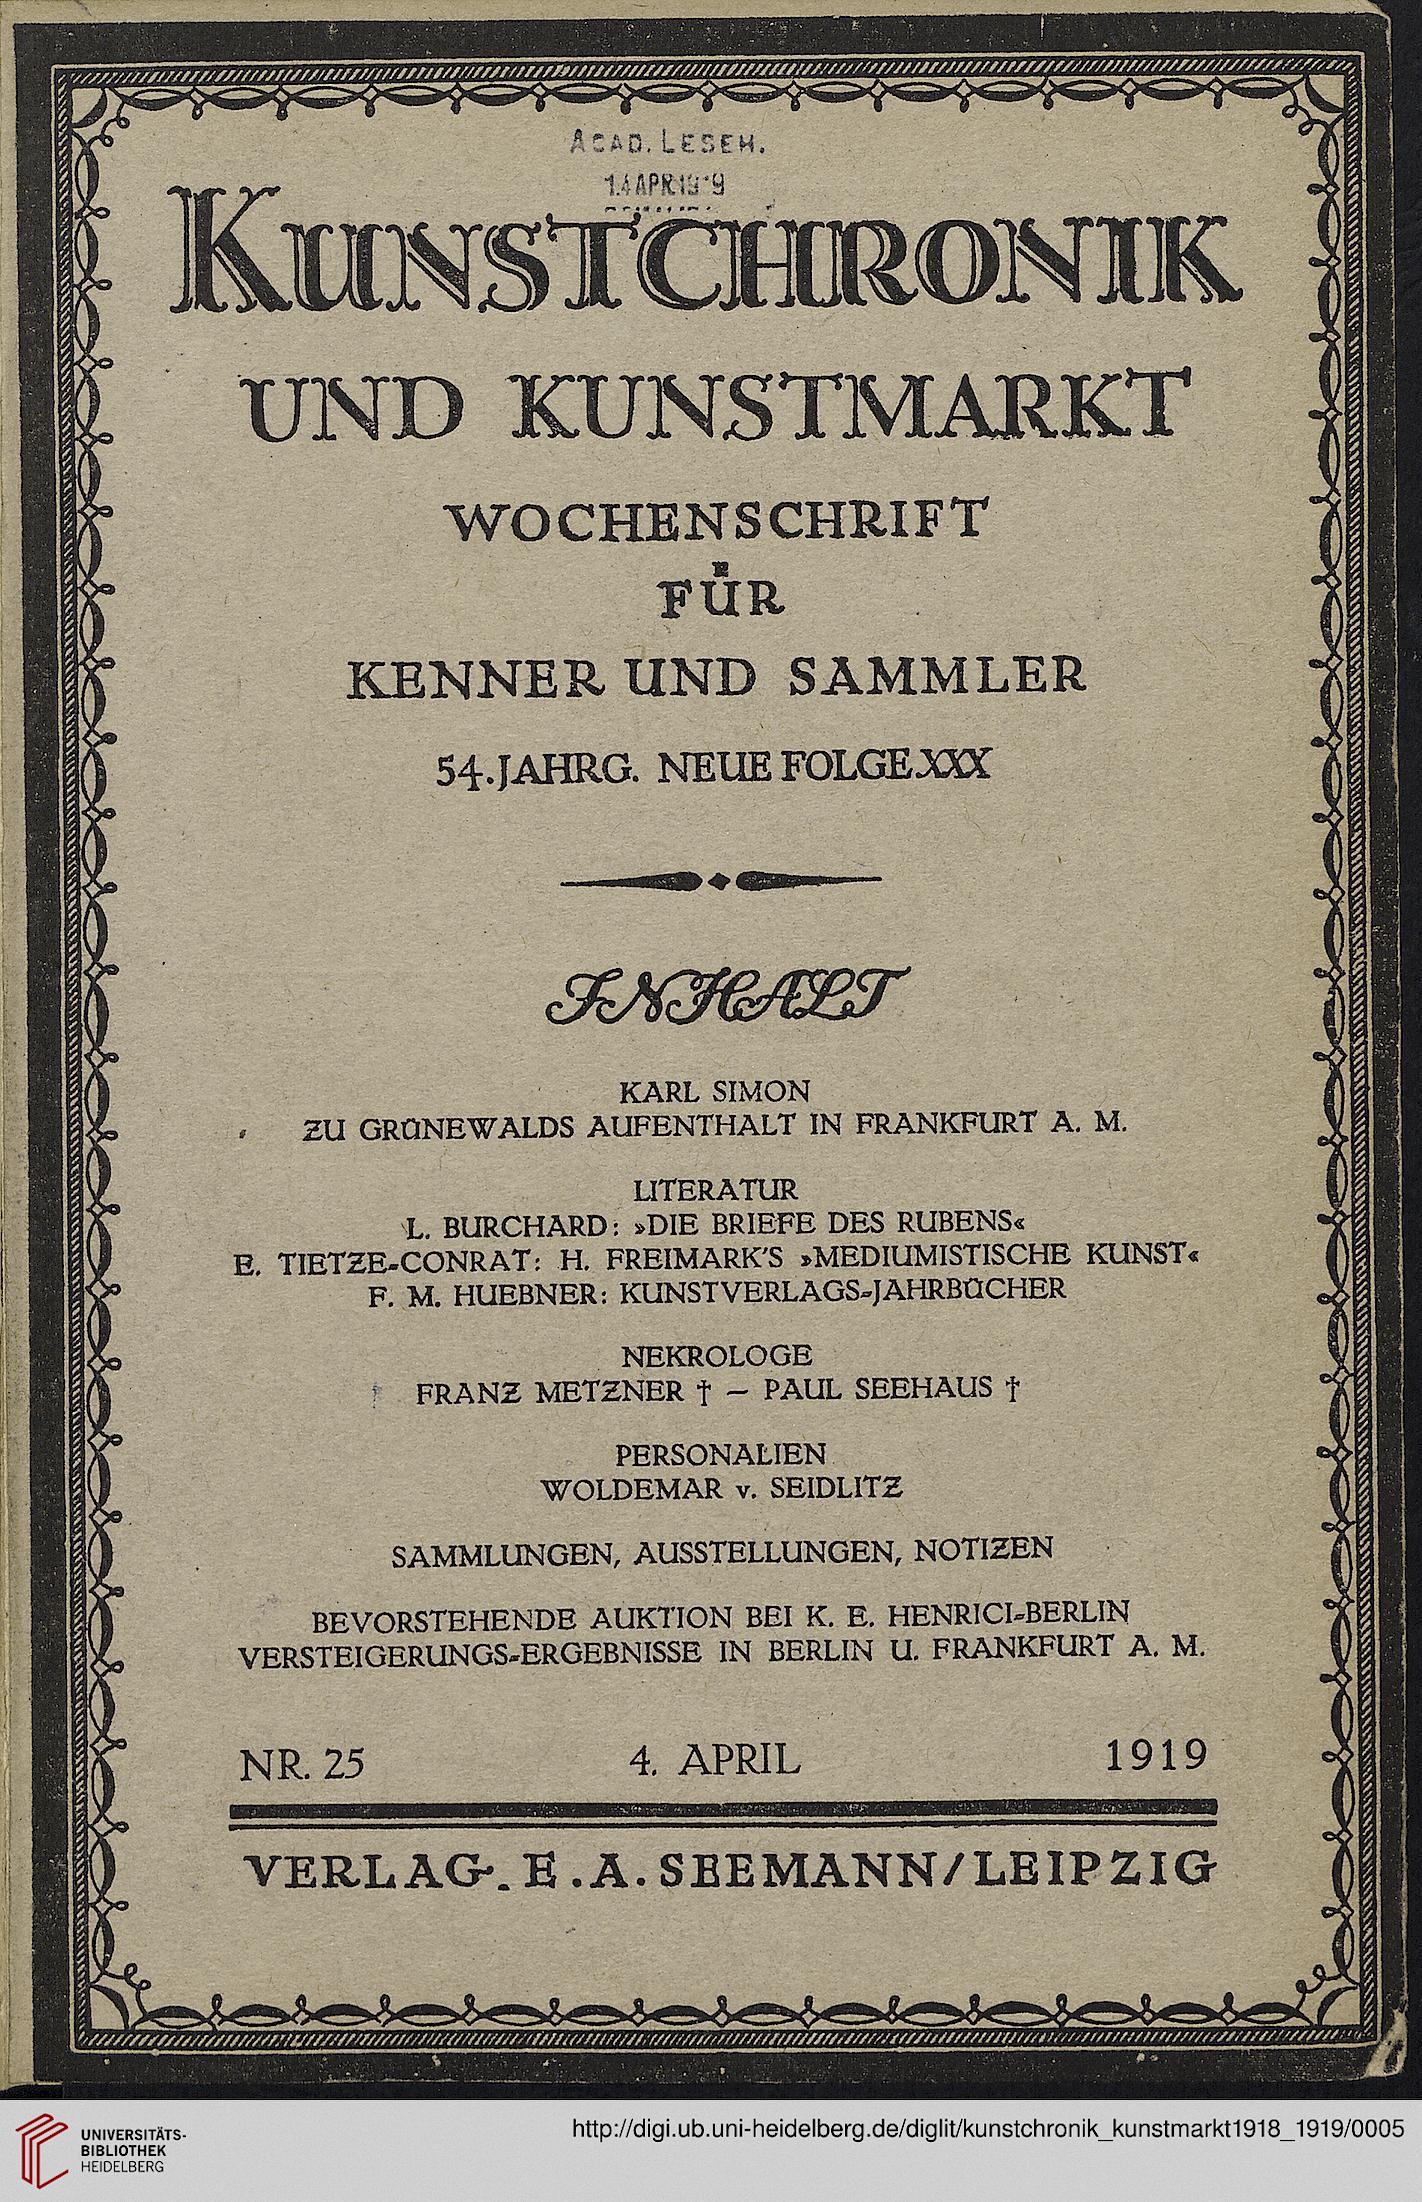 ACAD. LESEH.
14 APR 1919
KUNSTCHRONIK
UND KUNSTMARKT
WOCHENSCHRIFT
FÜR
KENNER UND SAMMLER
54. JAHRG. NEUE FOLGE XXX
INHALT
KARL SIMON
ZU GRÜNEWALDS AUFENTHALT IN FRANKFURT A. M.
LITERATUR
L. BURCHARD: »DIE BRIEFE DES RUBENS«
E. TIETZE-CONRAT: H. FREIMARK'S »MEDIUMISTISCHE KUNST«
F. M. HUEBNER: KUNSTVERLAGS-JAHRBÜCHER
NEKROLOGE
FRANZ METZNER † – PAUL SEEHAUS †
PERSONALIEN
WOLDEMAR v. SEIDLITZ
SAMMLUNGEN, AUSSTELLUNGEN, NOTIZEN
BEVORSTEHENDE AUKTION BEI K. E. HENRICI-BERLIN
VERSTEIGERUNGS-ERGEBNISSE IN BERLIN U. FRANKFURT A. M.
NR. 25 4. APRIL 1919
VERLAG. E. A. SEEMANN/LEIPZIG
UNIVERSITÄTS-
BIBLIOTHEK
HEIDELBERG
http://digi.ub.uni-heidelberg.de/diglit/kunstchronik_kunstmarkt1918_1919/0005